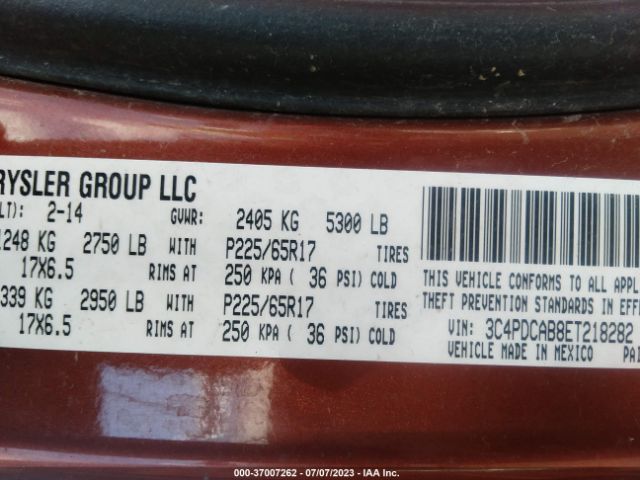 RYSLER GROUP LLC
LT): 2-14 GVWR: 2405 KG 5300 LB
1248 KG 2750 LB WITH P225/65R17 TIRES
17X6.5 RIMS AT 250 KPA ( 36 PSI) COLD
339 KG 2950 LB WITH P225/65R17 TIRES
17X6.5 RIMS AT 250 KPA ( 36 PSI) COLD
THIS VEHICLE CONFORMS TO ALL APPL
THEFT PREVENTION STANDARDS IN EFFE
VIN: 3C4PDCAB8ET218282
VEHICLE MADE IN MEXICO PAI
000-37007262 - 07/07/2023 - IAA Inc.